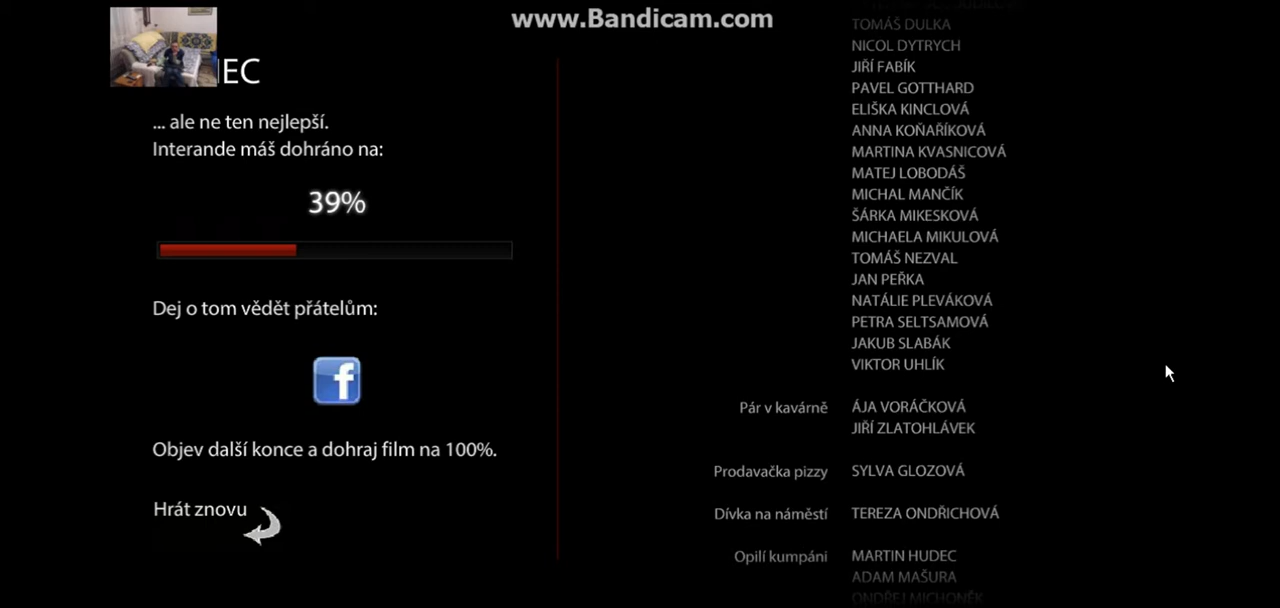 www.Bandicam.com
EC
... ale ne ten nejlepší.
Interande máš dohráno na:
39%
Dej o tom vědět přátelům:
f
Objev další konce a dohraj film na 100%.
Hrát znovu
TOMÁŠ DULKA
NICOL DYTRYCH
JIŘÍ FABÍK
PAVEL GOTTHARD
ELIŠKA KINCLOVÁ
ANNA KOŇAŘÍKOVÁ
MARTINA KVASNICOVÁ
MATEJ LOBODÁŠ
MICHAL MANČÍK
ŠÁRKA MIKESKOVÁ
MICHAELA MIKULOVÁ
TOMÁŠ NEZVAL
JAN PEŘKA
NATÁLIE PLEVÁKOVÁ
PETRA SELTSAMOVÁ
JAKUB SLABÁK
VIKTOR UHLÍK
Pár v kavárně ÁJA VORÁČKOVÁ
JIŘÍ ZLATOHLÁVEK
Prodavačka pizzy SYLVA GLOZOVÁ
Dívka na náměstí TEREZA ONDŘICHOVÁ
Opilí kumpáni MARTIN HUDEC
ADAM MAŠURA
ONDŘEJ MICHONĚK